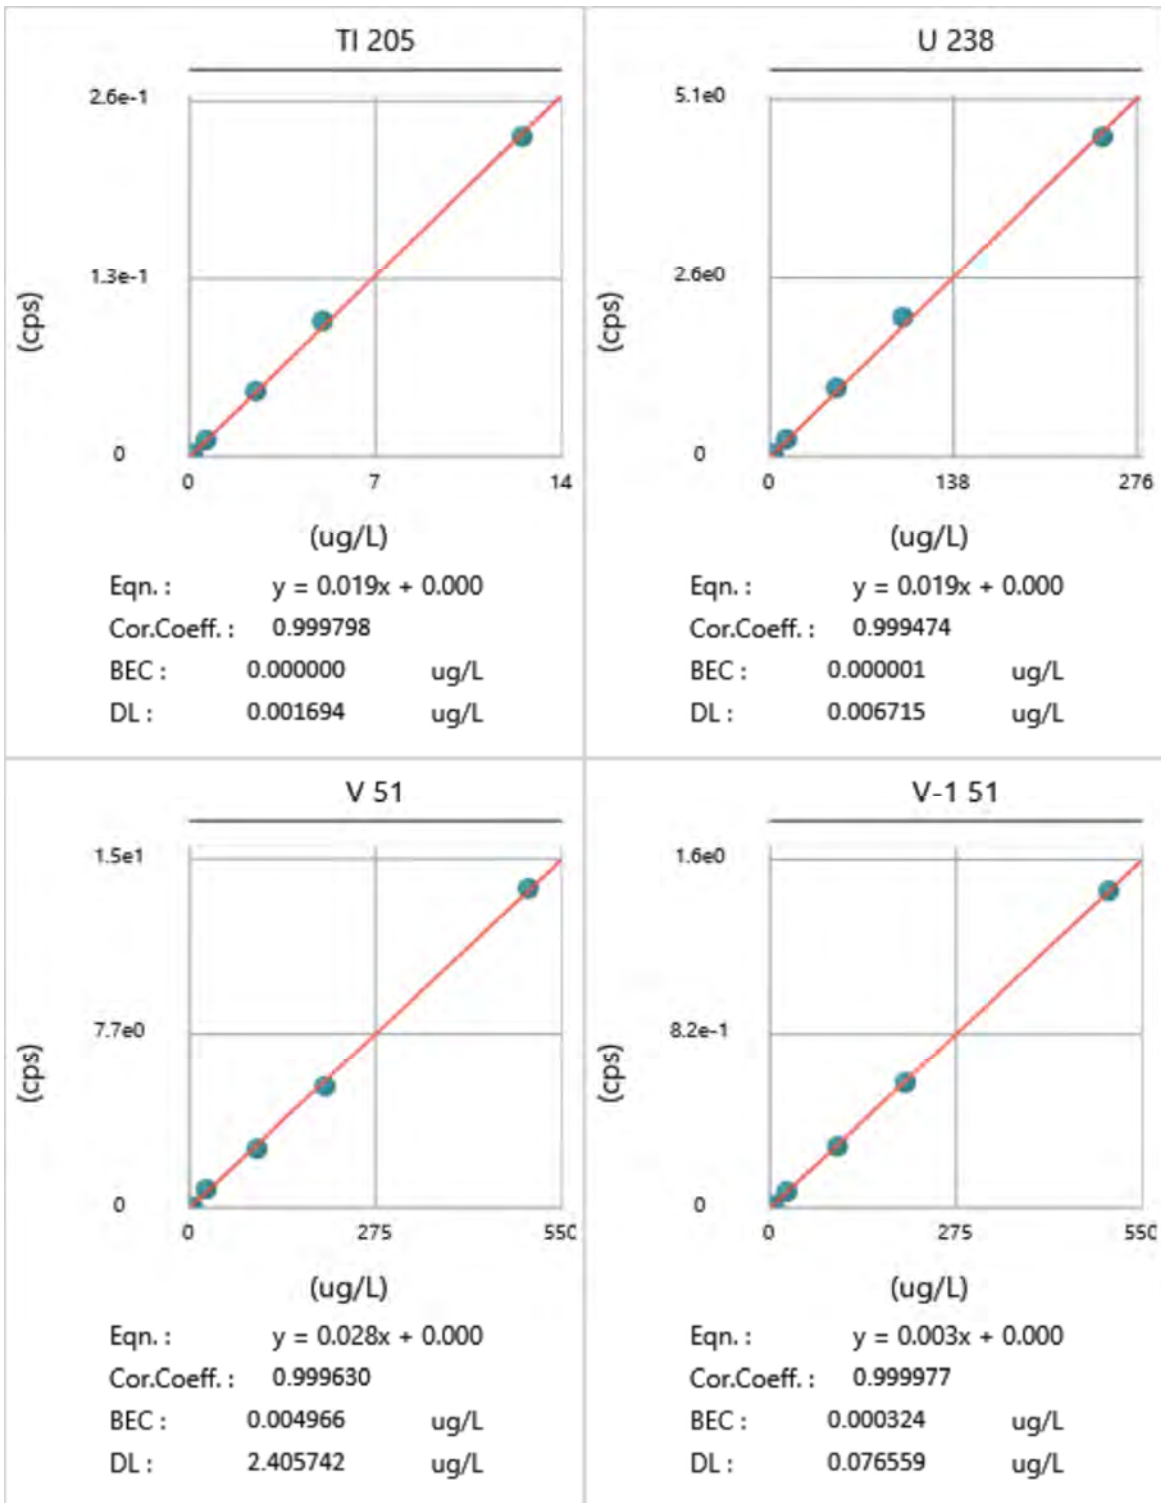 Tl 205
2.6e-1
1.3e-1
0
(cps)
0 7 14
(ug/L)
Eqn. : y = 0.019x + 0.000
Cor.Coeff. : 0.999798
BEC : 0.000000 ug/L
DL : 0.001694 ug/L
U 238
5.1e0
2.6e0
0
(cps)
0 138 276
(ug/L)
Eqn. : y = 0.019x + 0.000
Cor.Coeff. : 0.999474
BEC : 0.000001 ug/L
DL : 0.006715 ug/L
V 51
1.5e1
7.7e0
0
(cps)
0 275 550
(ug/L)
Eqn. : y = 0.028x + 0.000
Cor.Coeff. : 0.999630
BEC : 0.004966 ug/L
DL : 2.405742 ug/L
V-1 51
1.6e0
8.2e-1
0
(cps)
0 275 550
(ug/L)
Eqn. : y = 0.003x + 0.000
Cor.Coeff. : 0.999977
BEC : 0.000324 ug/L
DL : 0.076559 ug/L